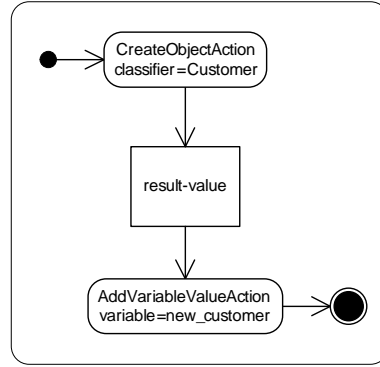 CreateObjectAction
classifier=Customer
result-value
AddVariableValueAction
variable=new_customer